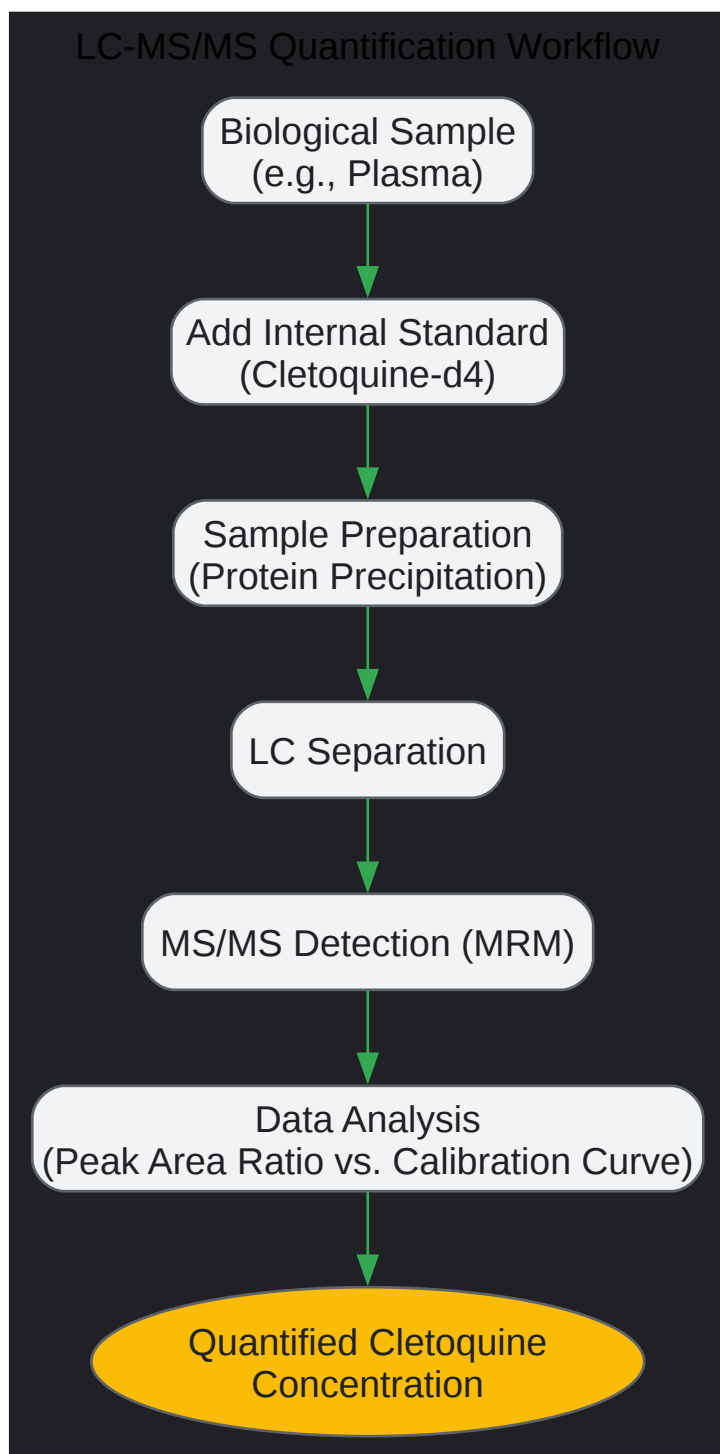 LC-MS/MS Quantification Workflow
Biological Sample
(e.g., Plasma)
Add Internal Standard
(Cletoquine-d4)
Sample Preparation
(Protein Precipitation)
LC Separation
MS/MS Detection (MRM)
Data Analysis
(Peak Area Ratio vs. Calibration Curve)
Quantified Cletoquine
Concentration